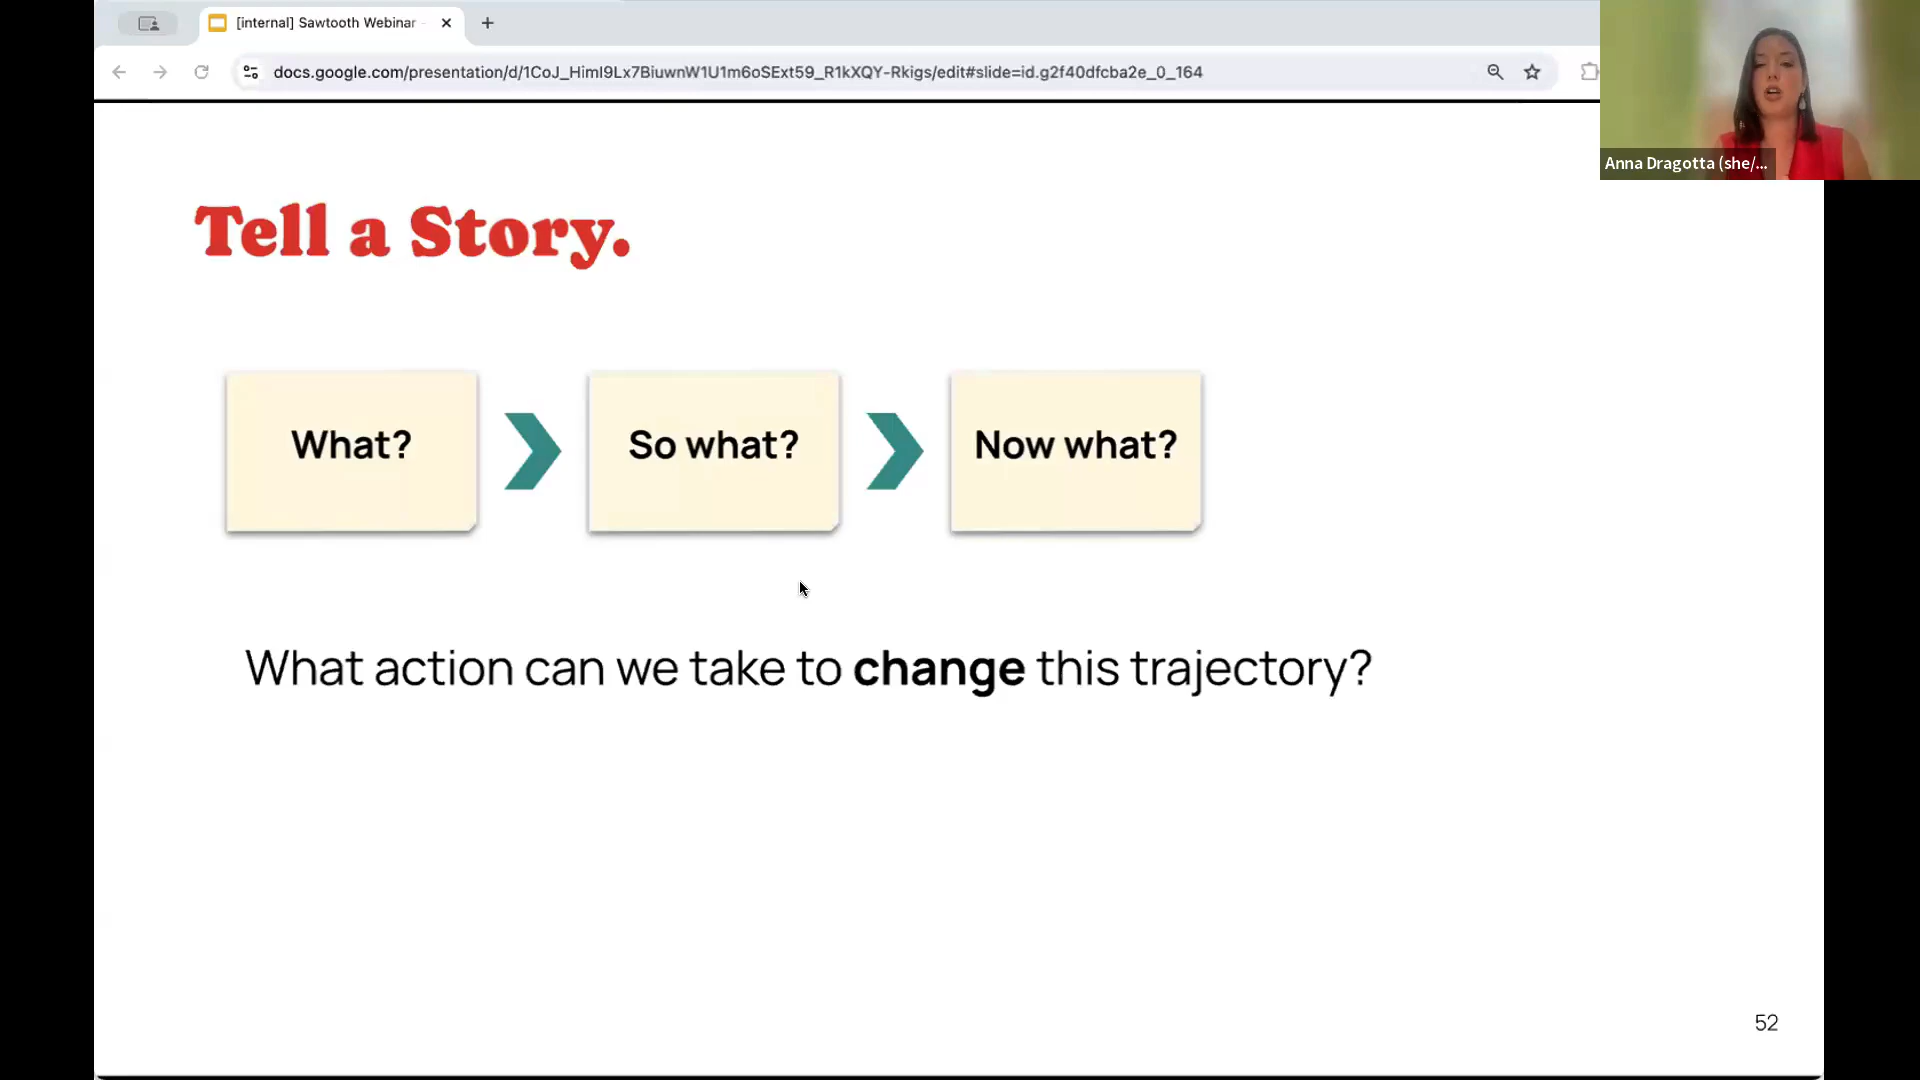 [internal] Sawtooth Webinar
docs.google.com/presentation/d/1CoJ_HimI9Lx7BiuwnW1U1m6oSExt59_R1kXQY-Rkigs/edit#slide=id.g2f40dfcba2e_0_164
Anna Dragotta (she/...
Tell a Story.
What?
So what?
Now what?
What action can we take to change this trajectory?
52